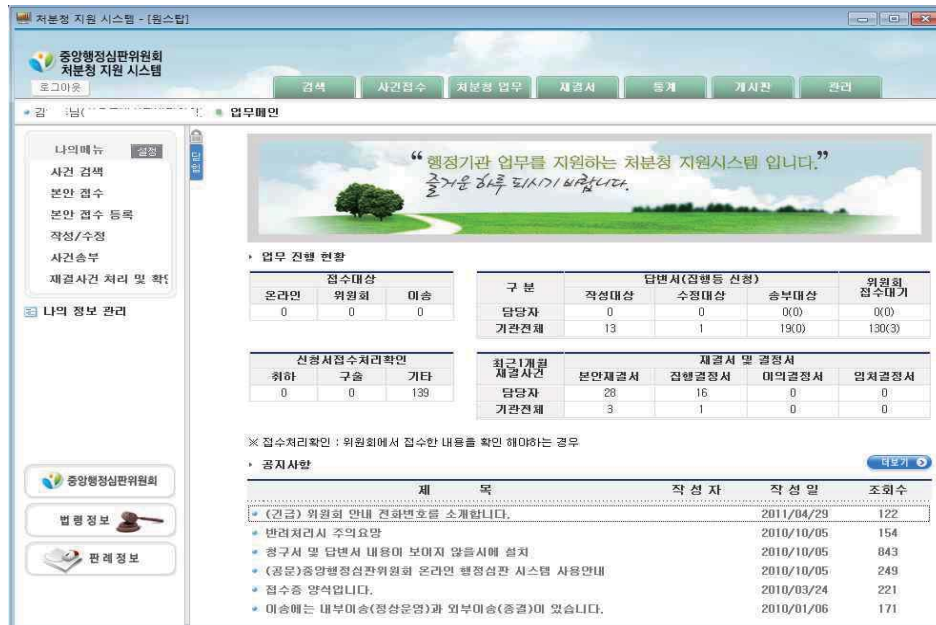 처분청 지원 시스템 - [원스탑]
중앙행정심판위원회
처분청 지원 시스템
로그아웃
검색 사건접수 처분청 업무 재결서 통계 게시판 관리
김 님( 업무메인
나의메뉴 설정
닫힘
사건 검색
본안 접수
본안 접수 등록
작성/수정
사건송부
재결사건 처리 및 확인
나의 정보 관리
“행정기관 업무를 지원하는 처분청 지원시스템 입니다.”
즐거운 하루 되시기 바랍니다.
업무 진행 현황
접수대상
온라인 위원회 이송
0 0 0
구 분 답변서(집행등 신청) 위원회 접수대기
작성대상 수정대상 송부대상
담당자 0 0 0(0) 0(0)
기관전체 13 1 19(0) 130(3)
신청서접수처리확인
취하 구술 기타
0 0 139
최근1개월 재결사건 재결서 및 결정서
본안재결서 집행결정서 이의결정서 임처결정서
담당자 28 16 0 0
기관전체 3 1 0 0
※ 접수처리확인 : 위원회에서 접수한 내용을 확인 해야하는 경우
공지사항 더보기
제 목 작 성 자 작 성 일 조회수
(긴급) 위원회 안내 전화번호를 소개합니다. 2011/04/29 122
반려처리시 주의요망 2010/10/05 154
청구서 및 답변서 내용이 보이지 않을시에 설치 2010/10/05 843
(공문)중앙행정심판위원회 온라인 행정심판 시스템 사용안내 2010/10/05 249
접수증 양식입니다. 2010/03/24 221
이송에는 내부이송(정상운영)과 외부이송(종결)이 있습니다. 2010/01/06 171
중앙행정심판위원회
법령정보
판례정보